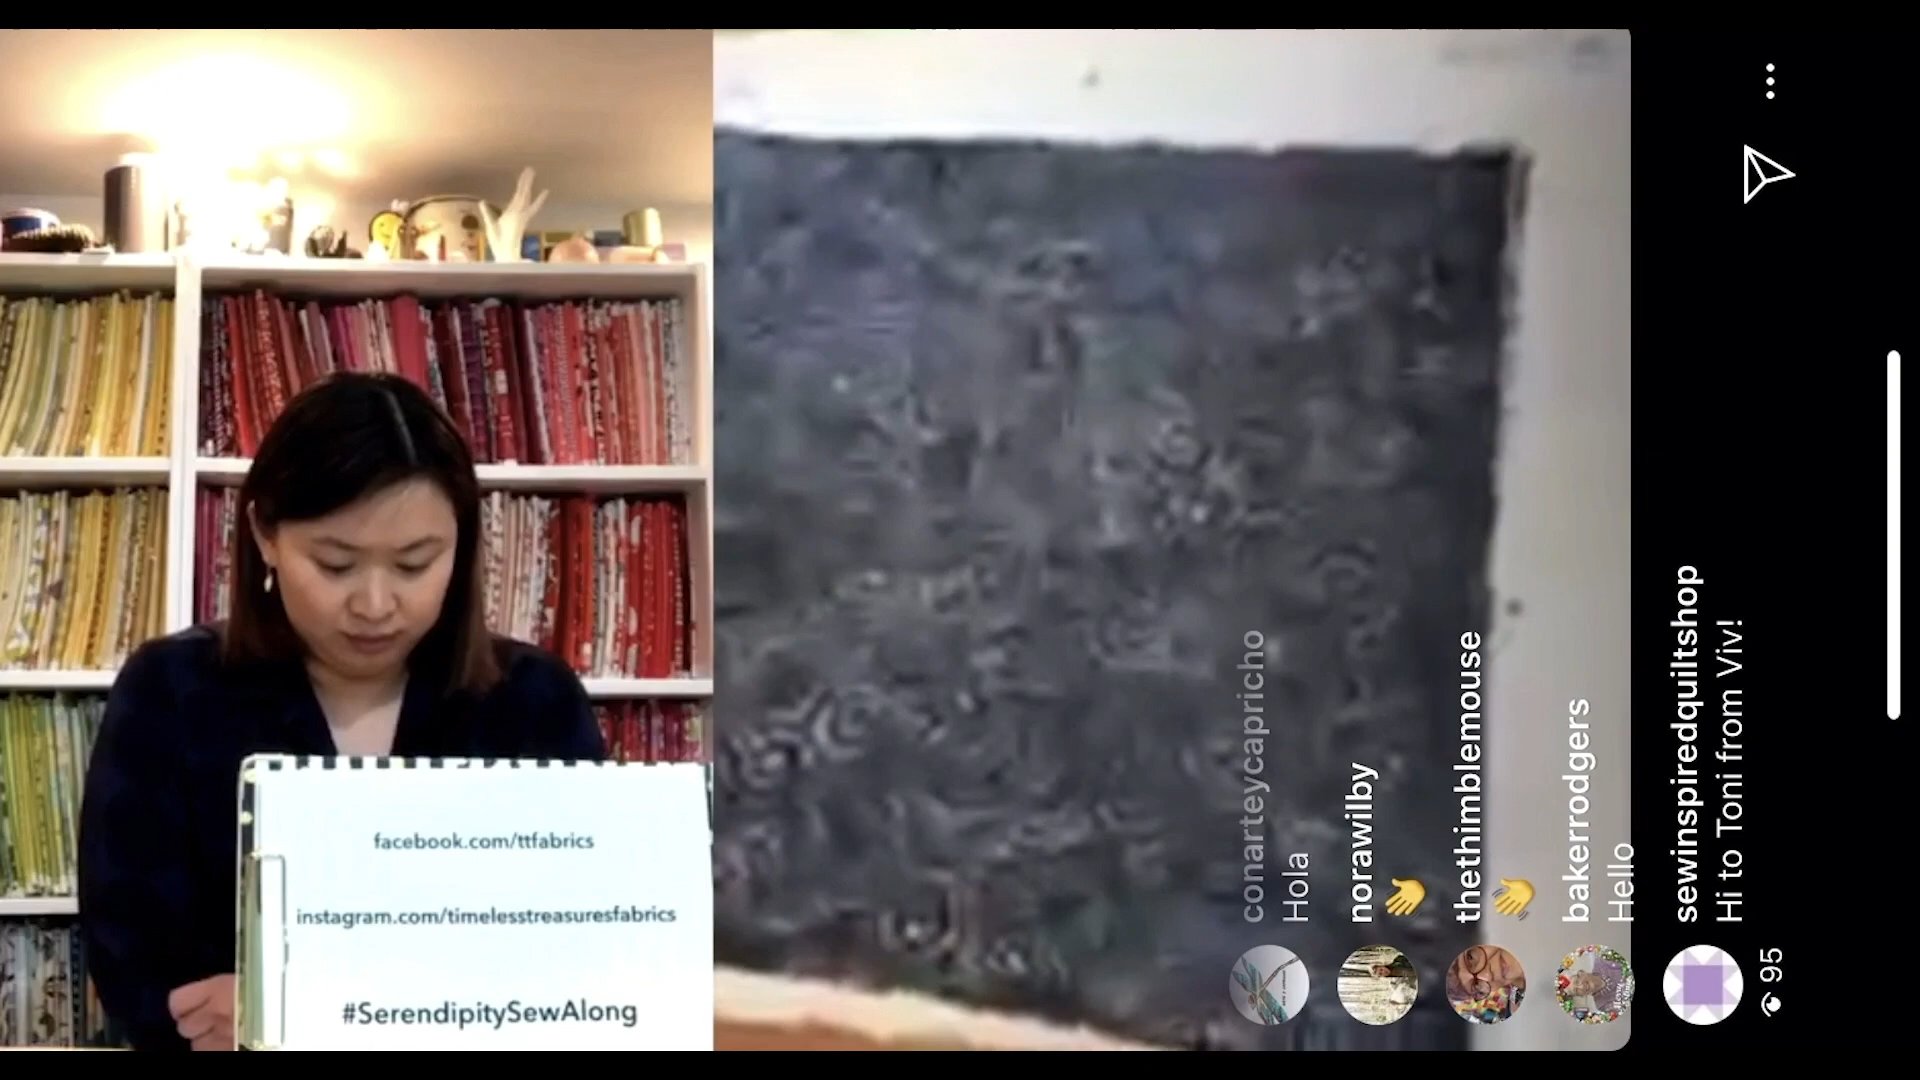 facebook.com/ttfabrics
instagram.com/timelesstreasuresfabrics
#SerendipitySewAlong
conarteycapricho
Hola
norawilby
👋
thethimblemouse
👋
bakerrodgers
Hello
sewinspiredquiltshop
Hi to Toni from Viv!
95